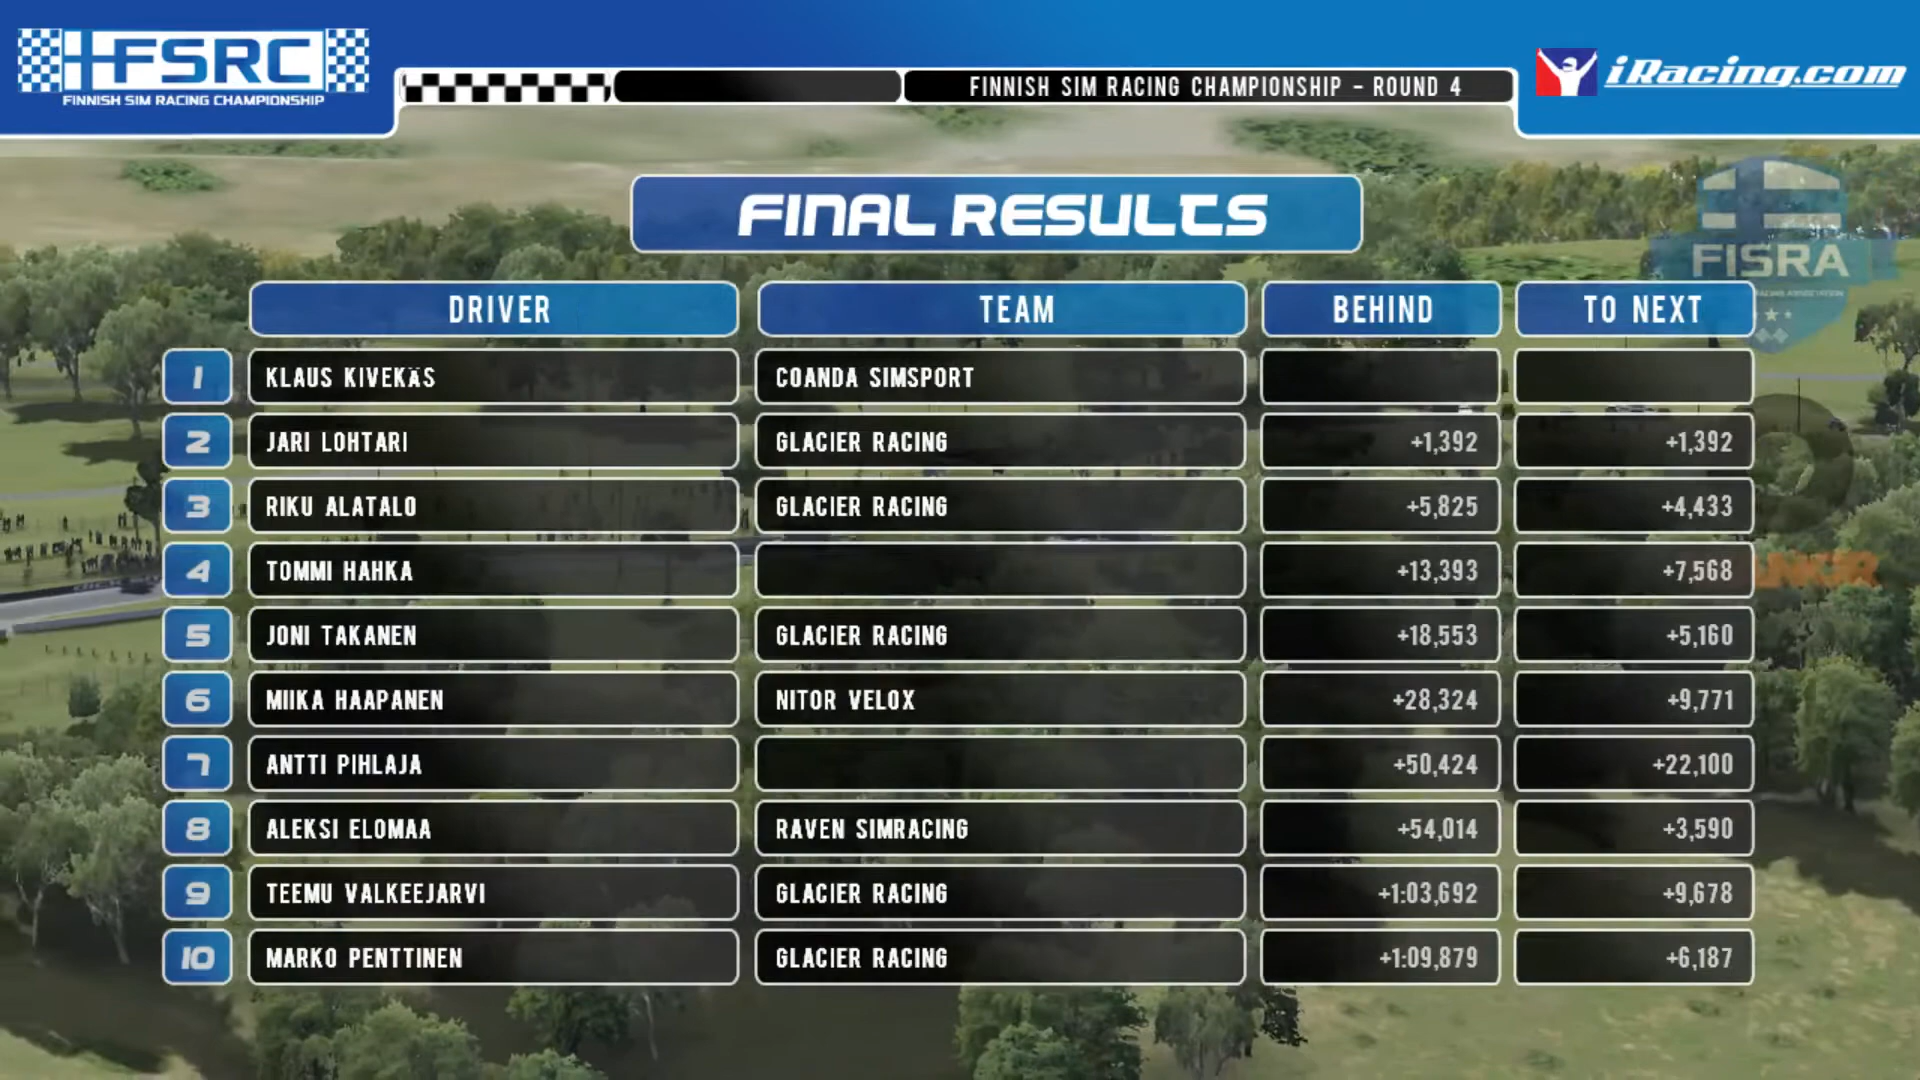 FSRC
FINNISH SIM RACING CHAMPIONSHIP
FINNISH SIM RACING CHAMPIONSHIP - ROUND 4
iRacing.com
FINAL RESULTS
FISRA
DRIVER TEAM BEHIND TO NEXT
1 KLAUS KIVEKÄS COANDA SIMSPORT
2 JARI LOHTARI GLACIER RACING +1,392 +1,392
3 RIKU ALATALO GLACIER RACING +5,825 +4,433
4 TOMMI HAHKA +13,393 +7,568
5 JONI TAKANEN GLACIER RACING +18,553 +5,160
6 MIIKA HAAPANEN NITOR VELOX +28,324 +9,771
7 ANTTI PIHLAJA +50,424 +22,100
8 ALEKSI ELOMAA RAVEN SIMRACING +54,014 +3,590
9 TEEMU VALKEEJARVI GLACIER RACING +1:03,692 +9,678
10 MARKO PENTTINEN GLACIER RACING +1:09,879 +6,187